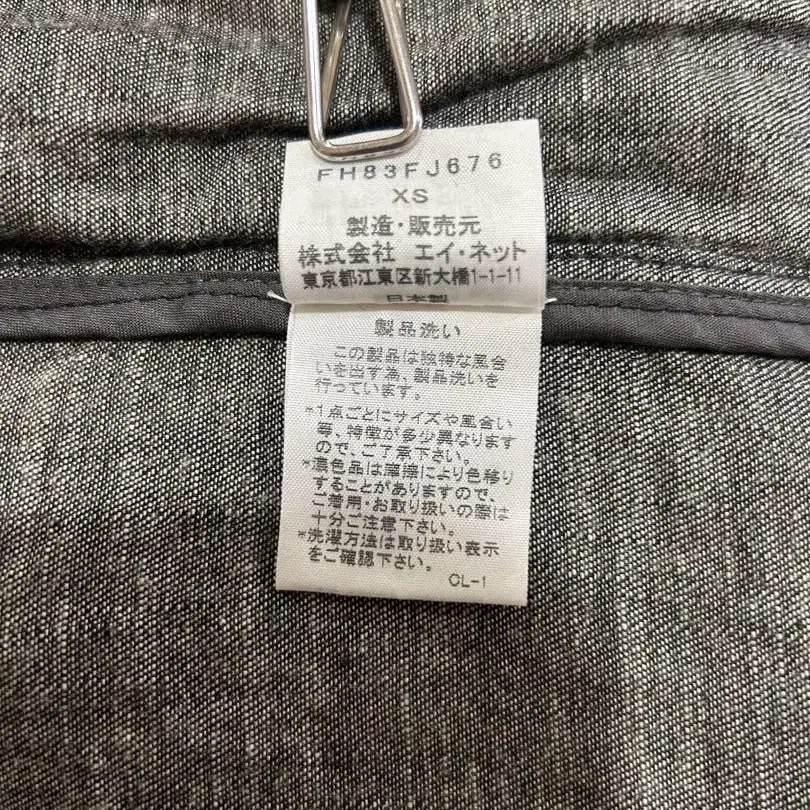 FH83FJ676
XS
製造・販売元
株式会社 エイ・ネット
東京都江東区新大橋1-1-11
日本製
製品洗い
この製品は独特な風合
いを出す為、製品洗いを
行っています。
*1点ごとにサイズや風合い
等、特徴が多少異なります
ので、ご了承下さい。
*濃色品は摩擦により色移り
することがありますので、
ご着用・お取り扱いの際は
十分ご注意下さい。
*洗濯方法は取り扱い表示
をご確認下さい。
CL-1